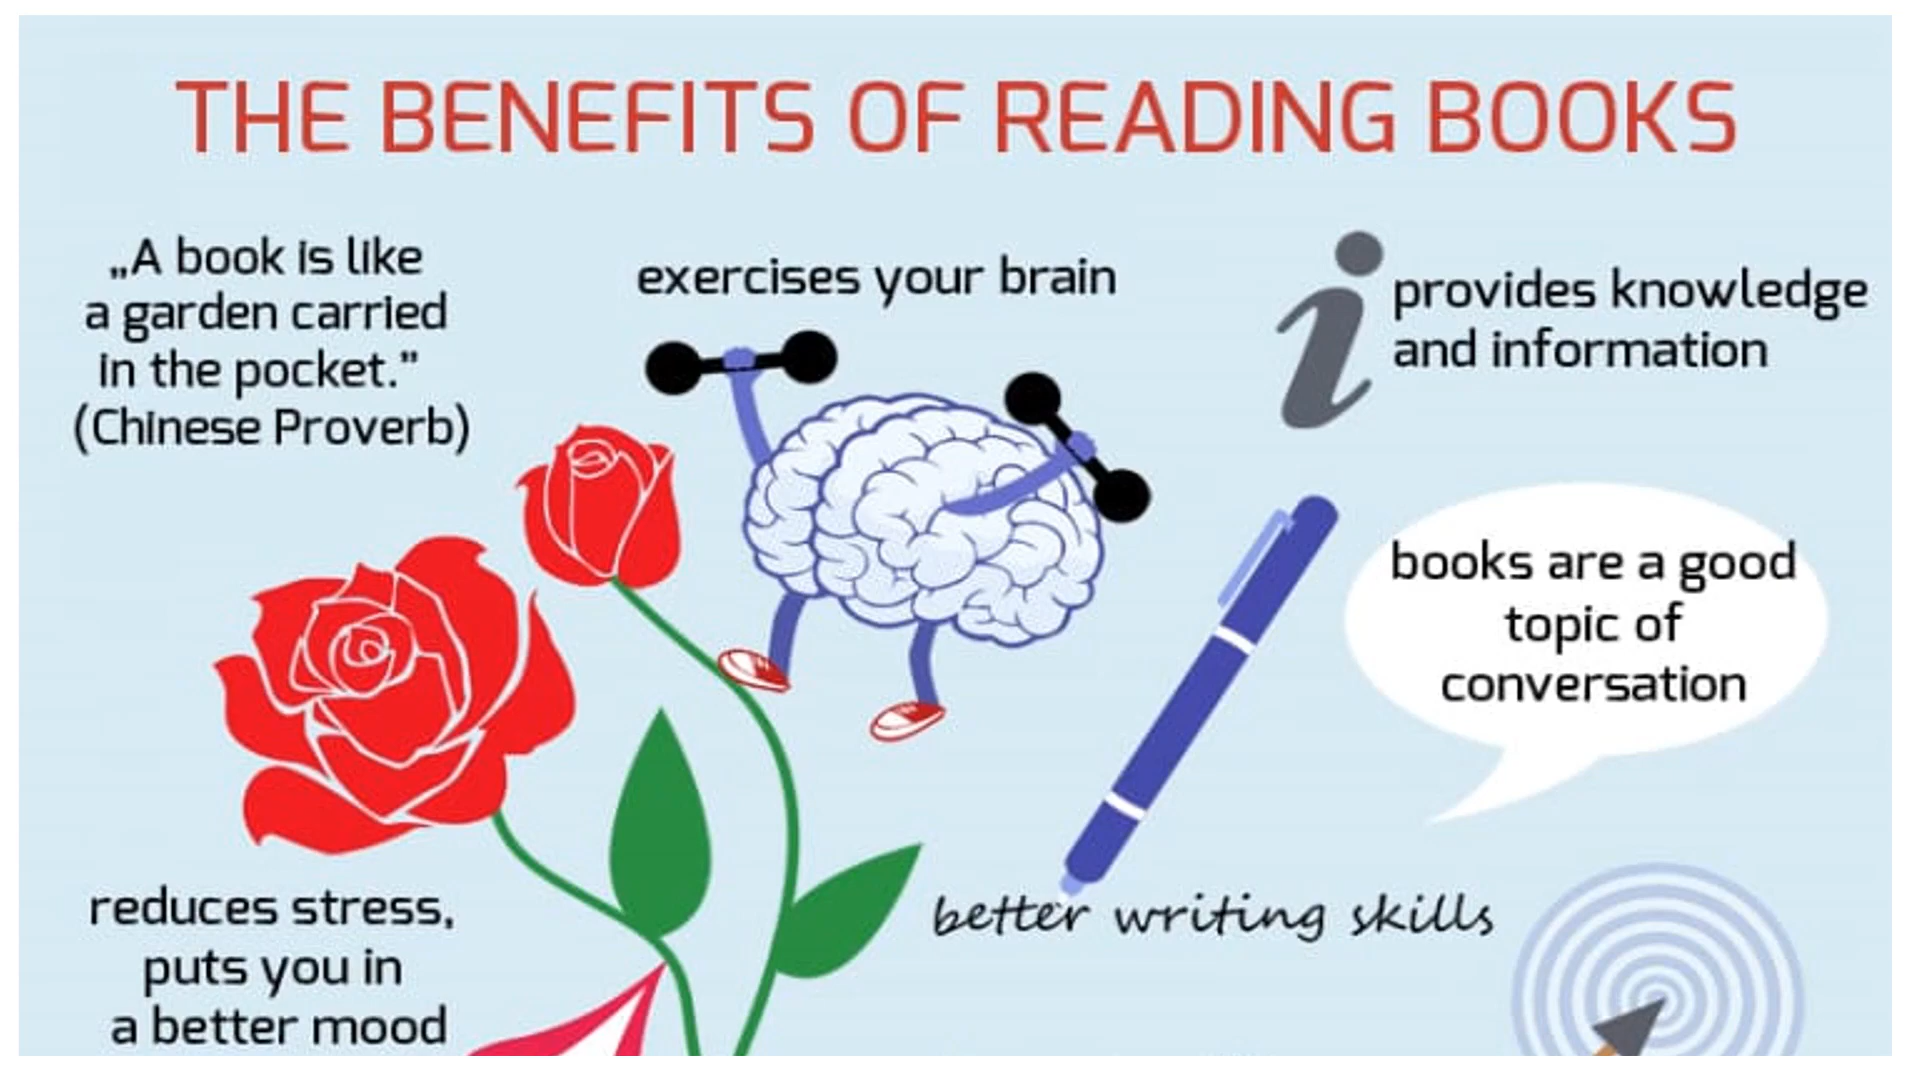 THE BENEFITS OF READING BOOKS
„A book is like
a garden carried
in the pocket.”
(Chinese Proverb)
exercises your brain
provides knowledge
and information
books are a good
topic of
conversation
better writing skills
reduces stress,
puts you in
a better mood